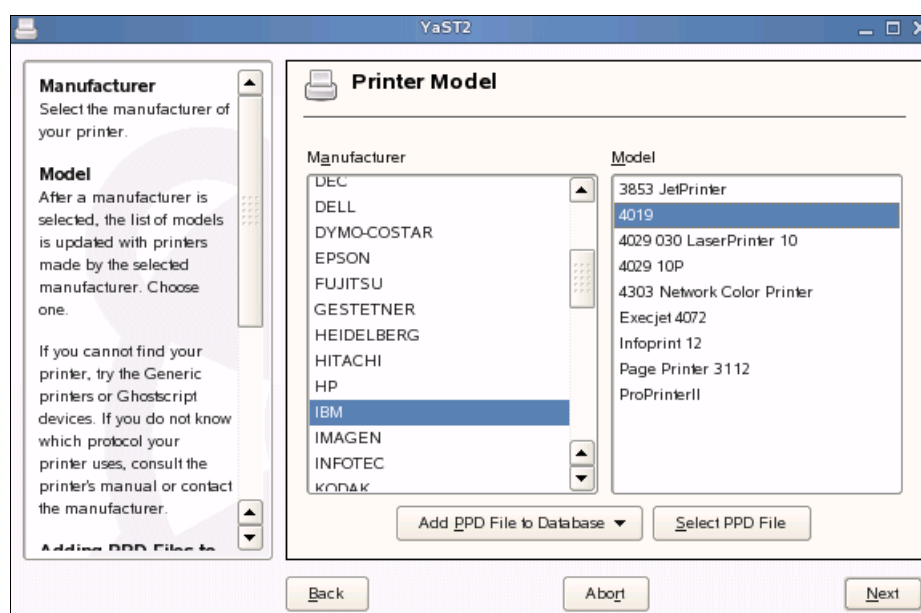 YaST2
Manufacturer
Select the manufacturer of
your printer.
Model
After a manufacturer is
selected, the list of models
is updated with printers
made by the selected
manufacturer. Choose
one.
If you cannot find your
printer, try the Generic
printers or Ghostscript
devices. If you do not know
which protocol your
printer uses, consult the
printer's manual or contact
the manufacturer.
Adding PPD Files to
Printer Model
Manufacturer
DEC
DELL
DYMO-COSTAR
EPSON
FUJITSU
GESTETNER
HEIDELBERG
HITACHI
HP
IBM
IMAGEN
INFOTEC
KODAK
Model
3853 JetPrinter
4019
4029 030 LaserPrinter 10
4029 10P
4303 Network Color Printer
Execjet 4072
Infoprint 12
Page Printer 3112
ProPrinterII
Add PPD File to Database
Select PPD File
Back
Abort
Next